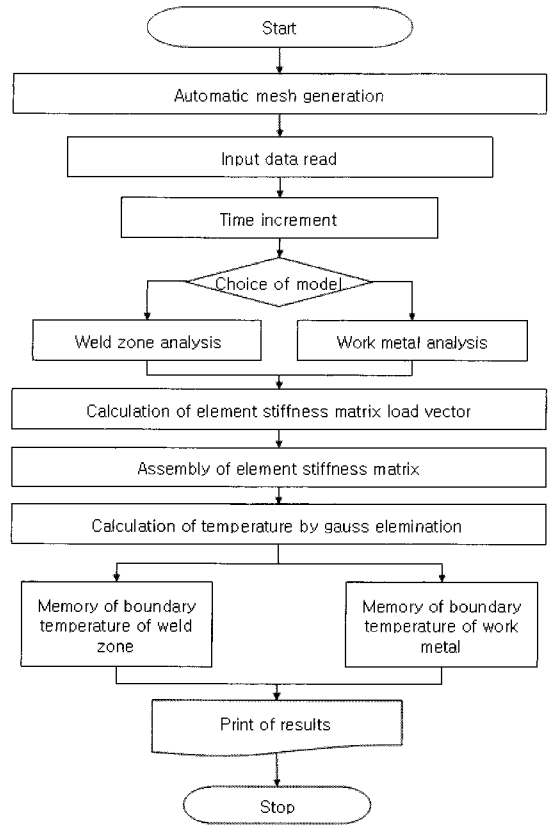 Start
Automatic mesh generation
Input data read
Time increment
Choice of model
Weld zone analysis
Work metal analysis
Calculation of element stiffness matrix load vector
Assembly of element stiffness matrix
Calculation of temperature by gauss elemination
Memory of boundary
temperature of weld
zone
Memory of boundary
temperature of work
metal
Print of results
Stop